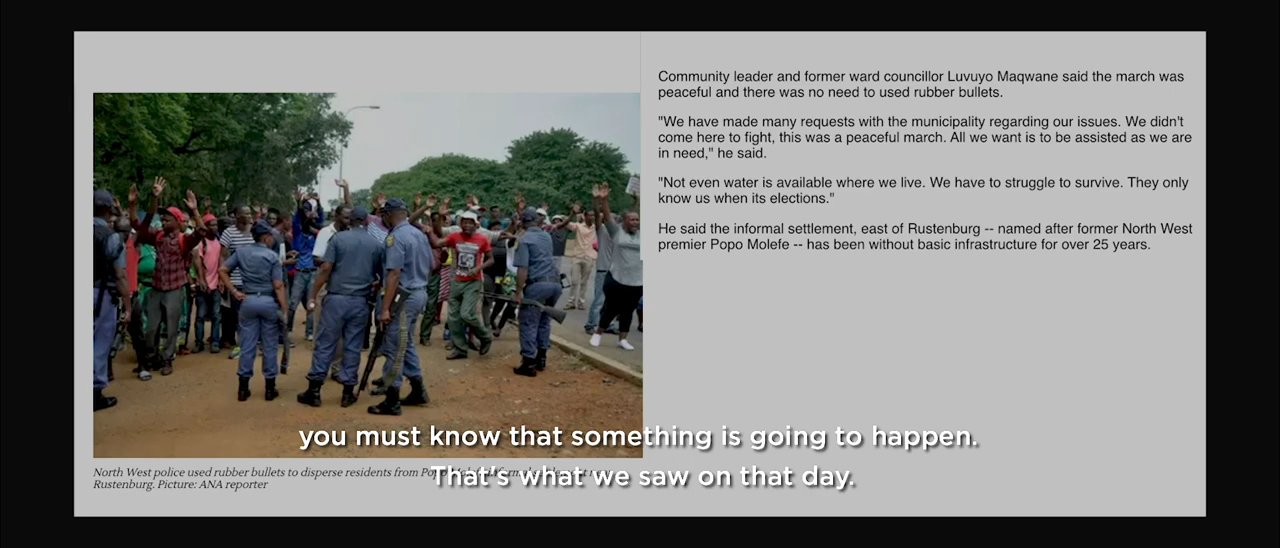 Community leader and former ward councillor Luvuyo Maqwane said the march was
peaceful and there was no need to used rubber bullets.
"We have made many requests with the municipality regarding our issues. We didn't
come here to fight, this was a peaceful march. All we want is to be assisted as we are
in need," he said.
"Not even water is available where we live. We have to struggle to survive. They only
know us when its elections."
He said the informal settlement, east of Rustenburg -- named after former North West
premier Popo Molefe -- has been without basic infrastructure for over 25 years.
you must know that something is going to happen.
North West police used rubber bullets to disperse residents from
Rustenburg. Picture: ANA reporter
That's what we saw on that day.